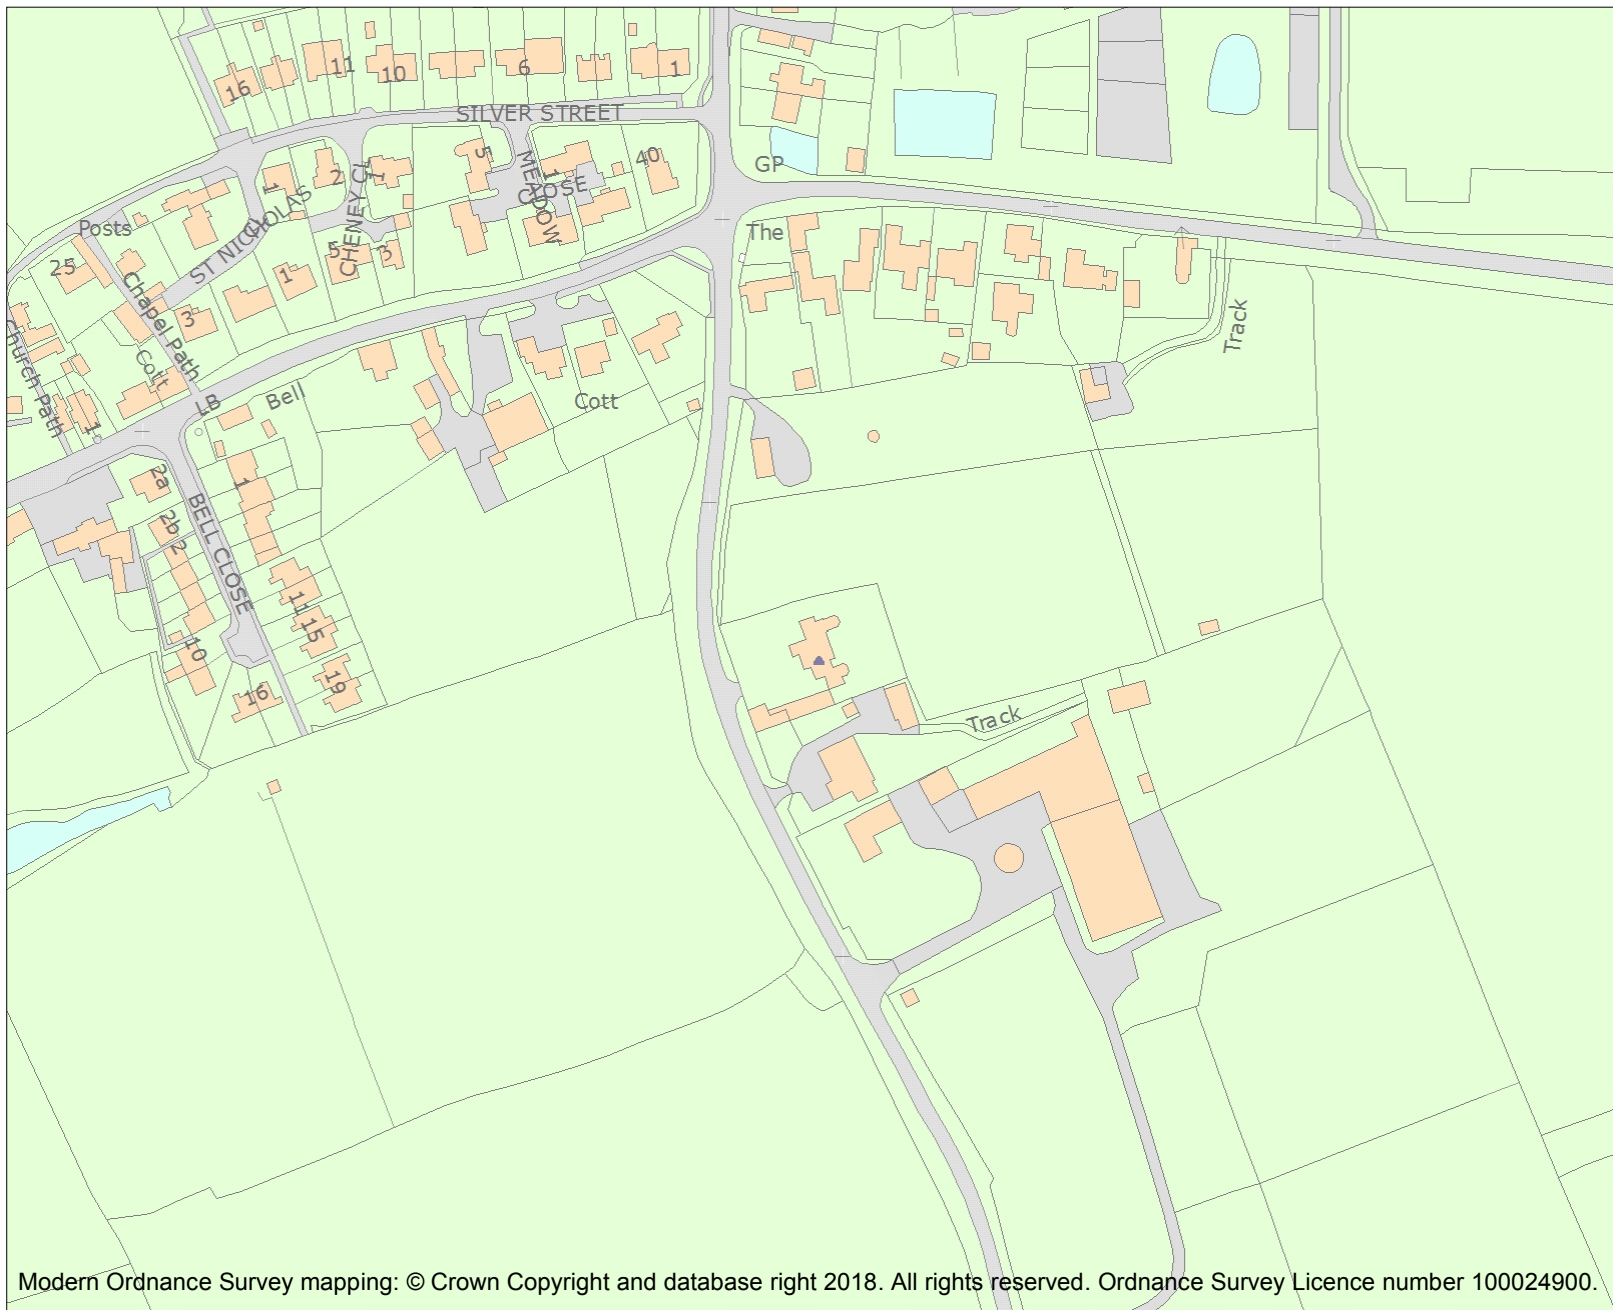 16
11
10
6
1
SILVER STREET
5
MEADOW
CLOSE
1
40
GP
1
ST NICHOLAS
2
1
CHENEY CL
Posts
25
5
3
1
3
The
Chapel Path
Church Path
Cott
LB
Bell
Cott
Track
1
1
2a
2b
2
BELL CLOSE
11
15
10
19
16
Track
Modern Ordnance Survey mapping: © Crown Copyright and database right 2018. All rights reserved. Ordnance Survey Licence number 100024900.